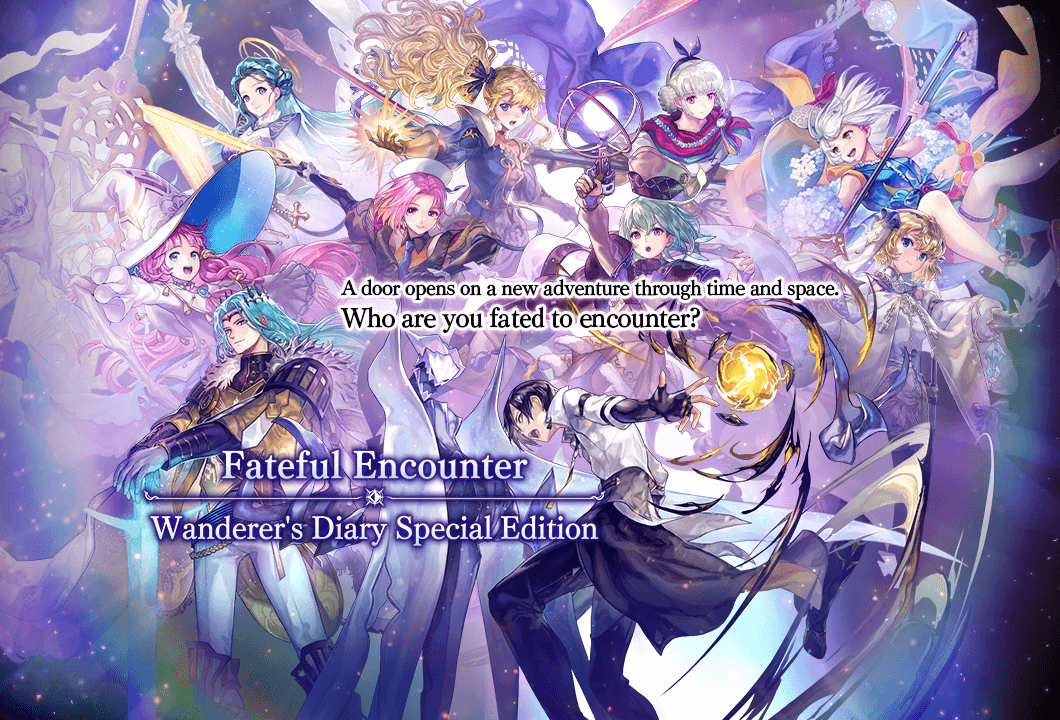 A door opens on a new adventure through time and space.
Who are you fated to encounter?
Fateful Encounter
Wanderer's Diary Special Edition